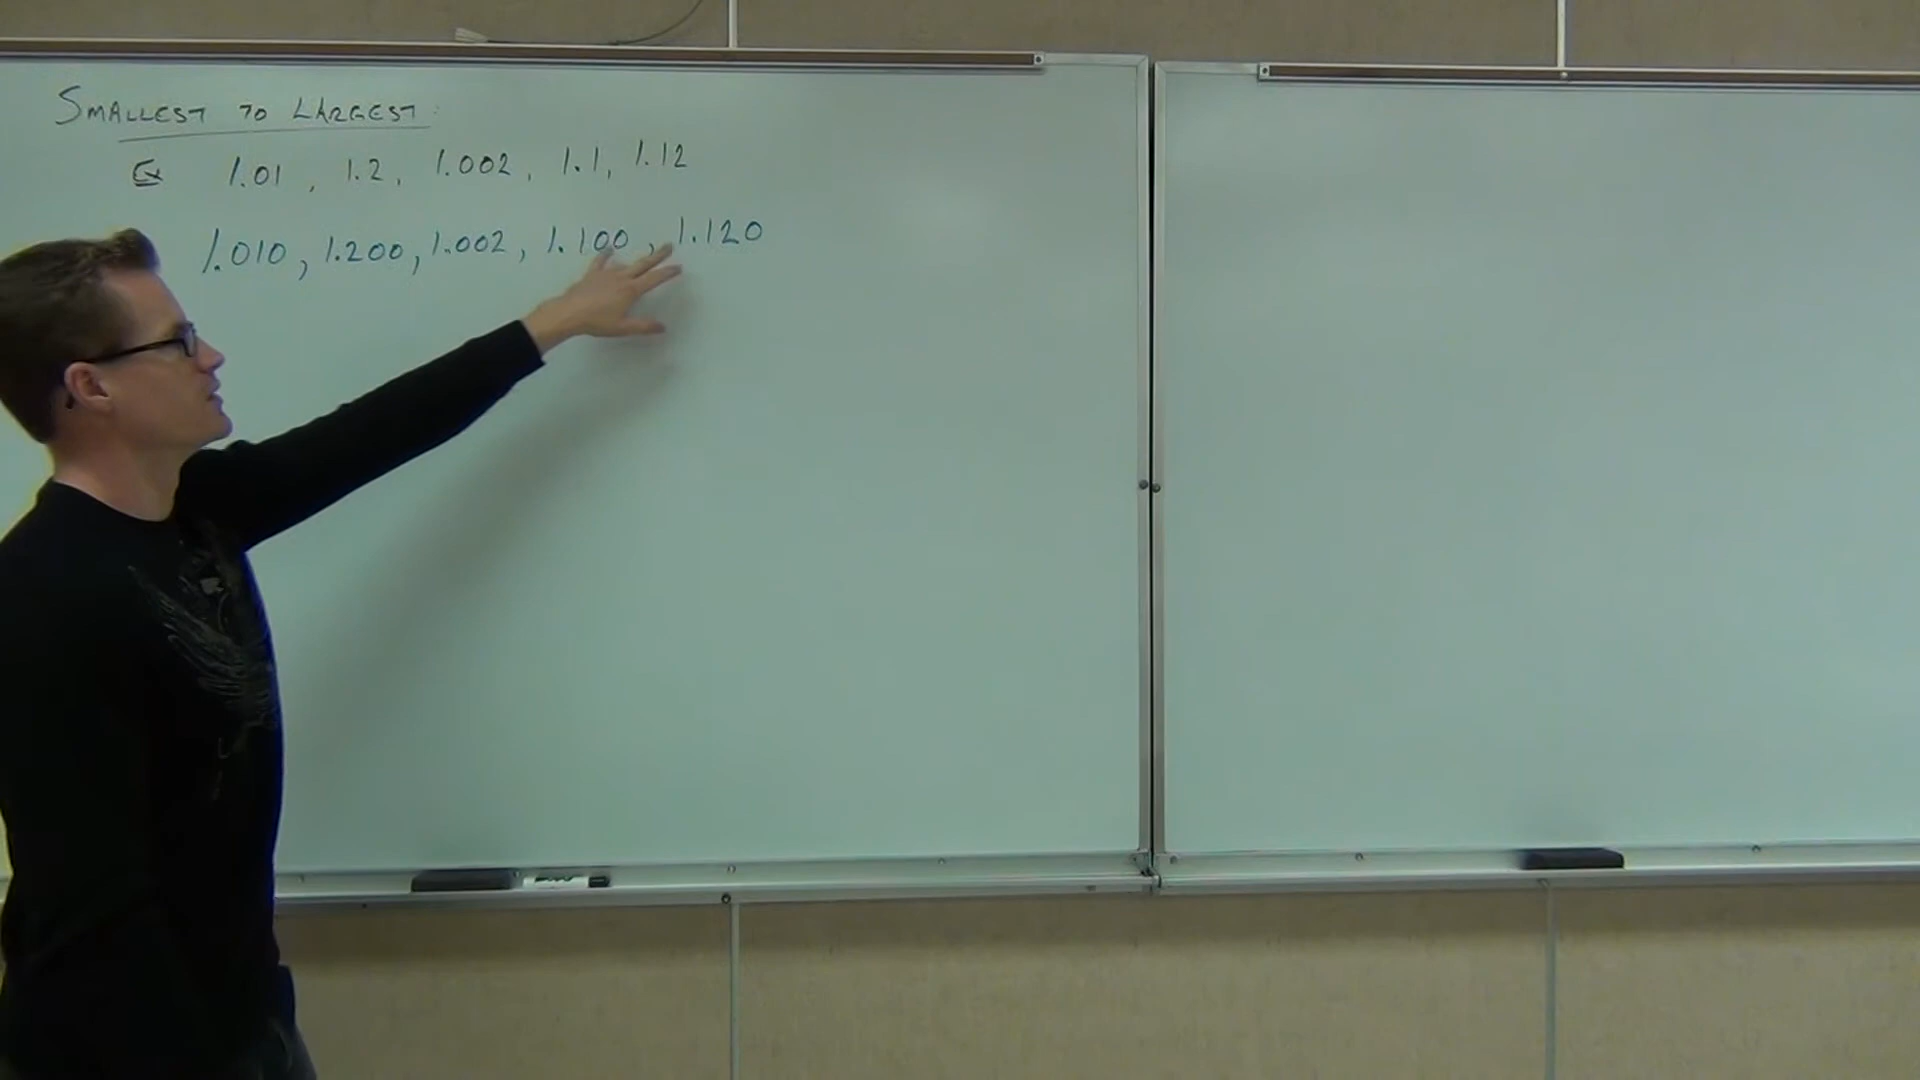 SMALLEST TO LARGEST:
Ex 1.01, 1.2, 1.002, 1.1, 1.12
1.010, 1.200, 1.002, 1.100, 1.120